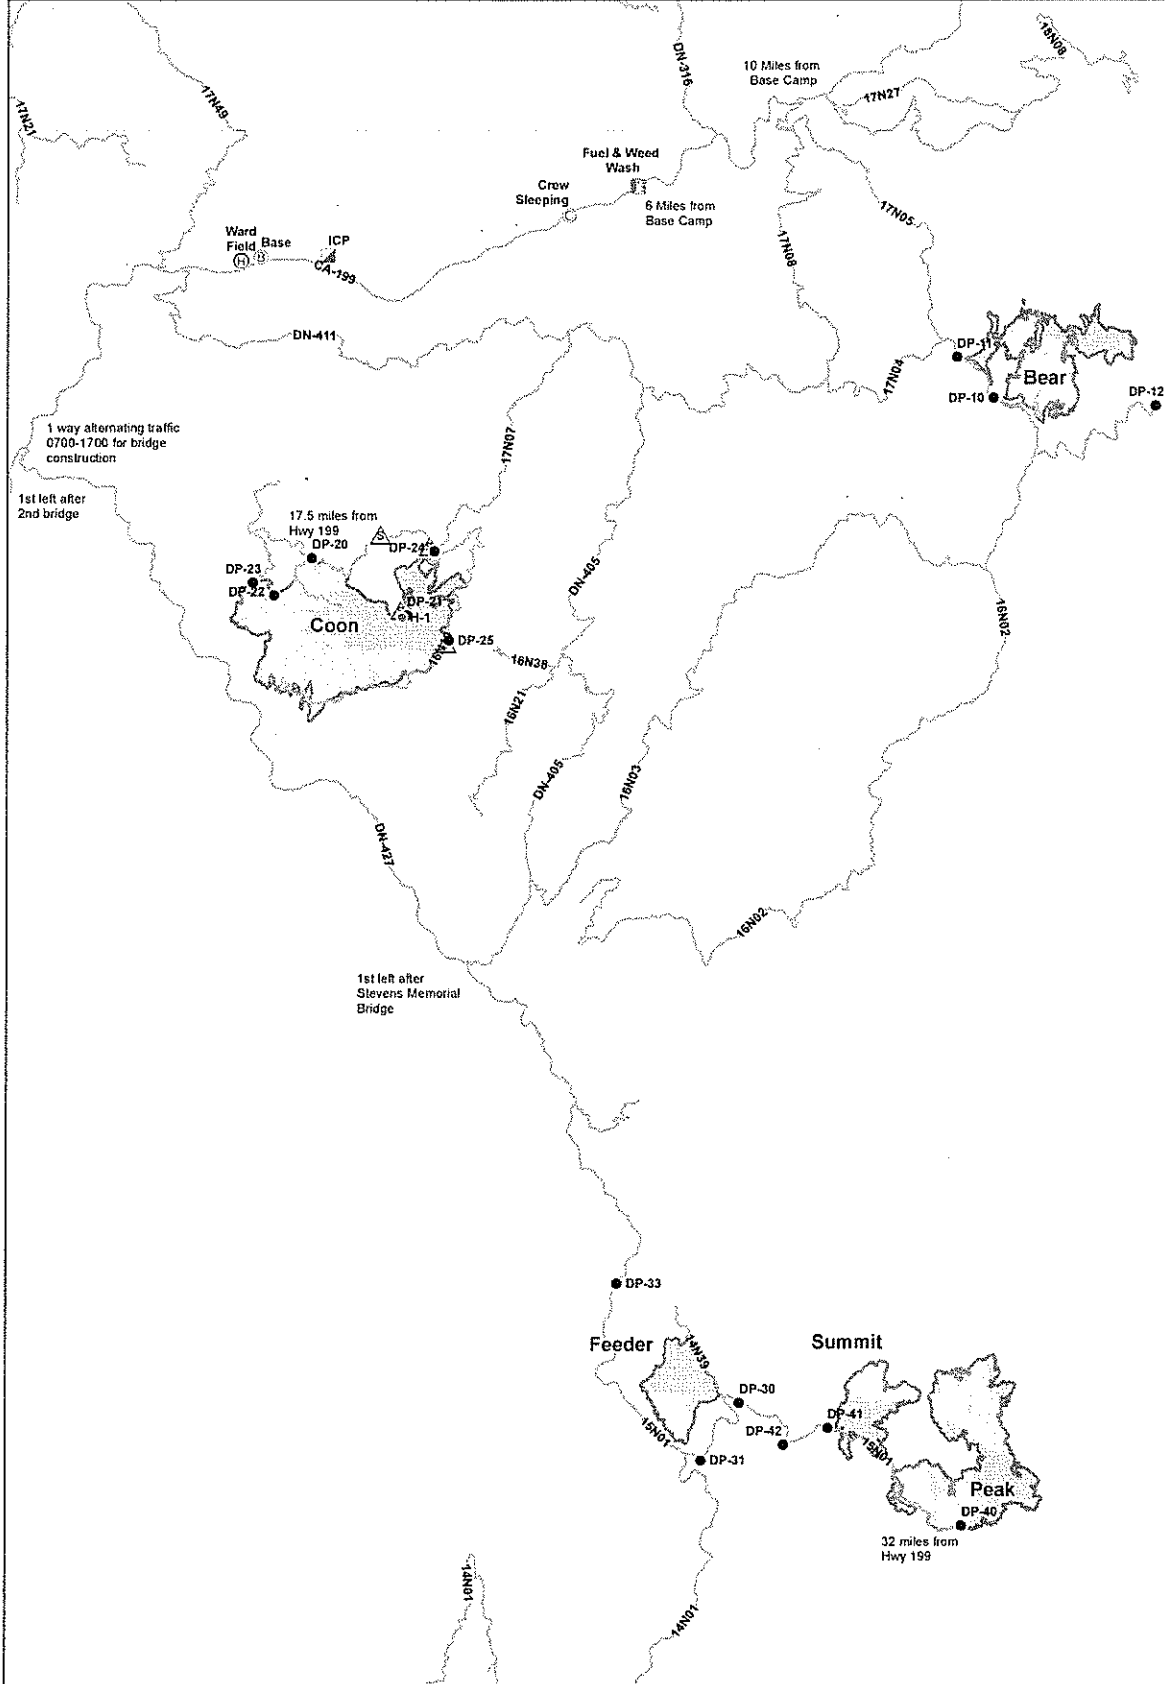 18N08
DN-316
10 Miles from
Base Camp
17N27
17N49
17N21
Fuel & Weed
Wash
Crew
Sleeping
6 Miles from
Base Camp
17N05
Ward
Field
Base
ICP
H
B
CA-199
17N08
DN-411
DP-11
17N04
Bear
DP-10
DP-12
1 way alternating traffic
0700-1700 for bridge
construction
17N07
1st left after
2nd bridge
17.5 miles from
Hwy 199
S
DP-20
DP-24
DP-23
DP-22
DN-405
DP-21
H-1
Coon
16N02
DP-25
16N38
16N21
DN-405
16N03
DN-427
16N02
1st left after
Stevens Memorial
Bridge
DP-33
Feeder
14N39
Summit
DP-30
DP-41
DP-42
15N01
15N01
DP-31
Peak
DP-40
32 miles from
Hwy 199
14N01
14N01